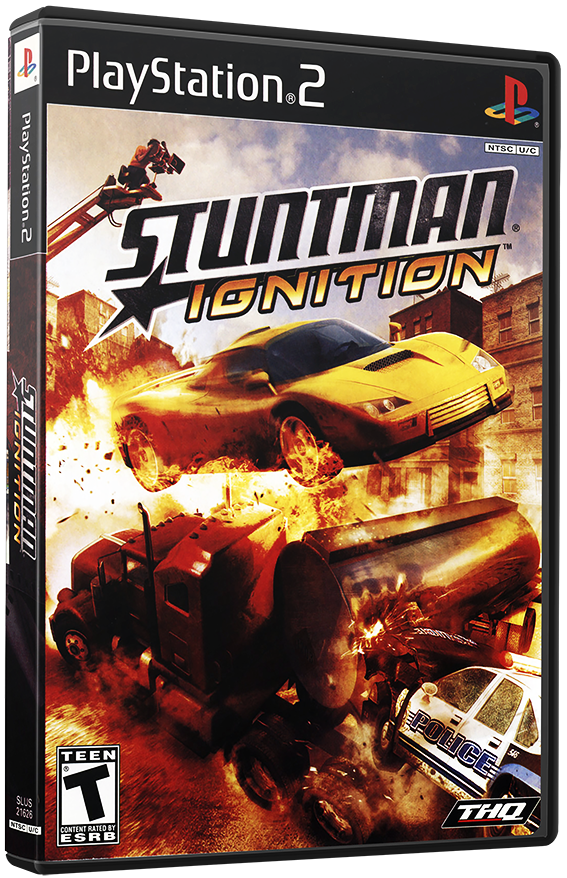 PlayStation®2
NTSC U/C
STUNTMAN®
IGNITION™
POLICE
TEEN
T
®
CONTENT RATED BY
ESRB
THQ
PlayStation®2
STUNTMAN
IGNITION
SLUS
21626
NTSC U/C